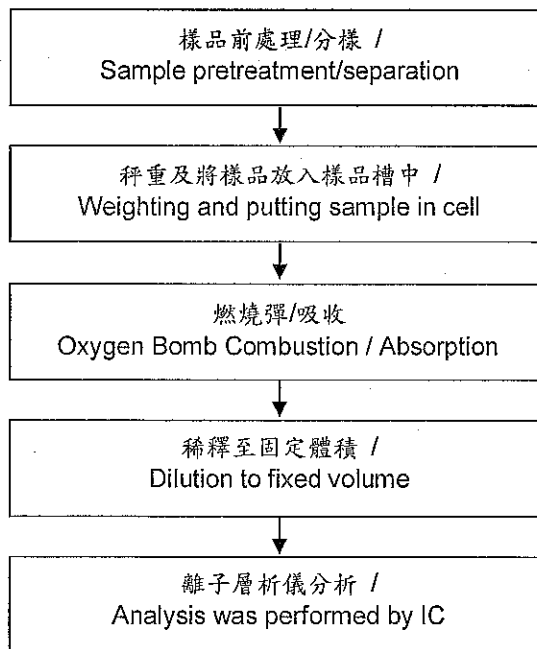 樣品前處理/分樣 /
Sample pretreatment/separation
秤重及將樣品放入樣品槽中 /
Weighting and putting sample in cell
燃燒彈/吸收
Oxygen Bomb Combustion / Absorption
稀釋至固定體積 /
Dilution to fixed volume
離子層析儀分析 /
Analysis was performed by IC